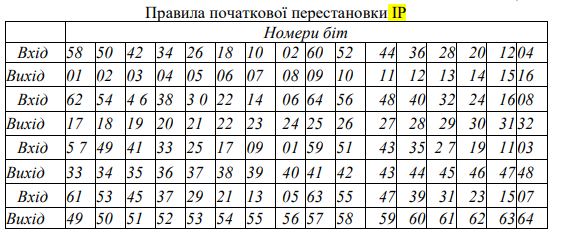 Правила початкової перестановки IP
Номери біт
Вхід 58 50 42 34 26 18 10 02 60 52 44 36 28 20 12 04
Вихід 01 02 03 04 05 06 07 08 09 10 11 12 13 14 15 16
Вхід 62 54 4 6 38 3 0 22 14 06 64 56 48 40 32 24 16 08
Вихід 17 18 19 20 21 22 23 24 25 26 27 28 29 30 31 32
Вхід 5 7 49 41 33 25 17 09 01 59 51 43 35 2 7 19 11 03
Вихід 33 34 35 36 37 38 39 40 41 42 43 44 45 46 47 48
Вхід 61 53 45 37 29 21 13 05 63 55 47 39 31 23 15 07
Вихід 49 50 51 52 53 54 55 56 57 58 59 60 61 62 63 64